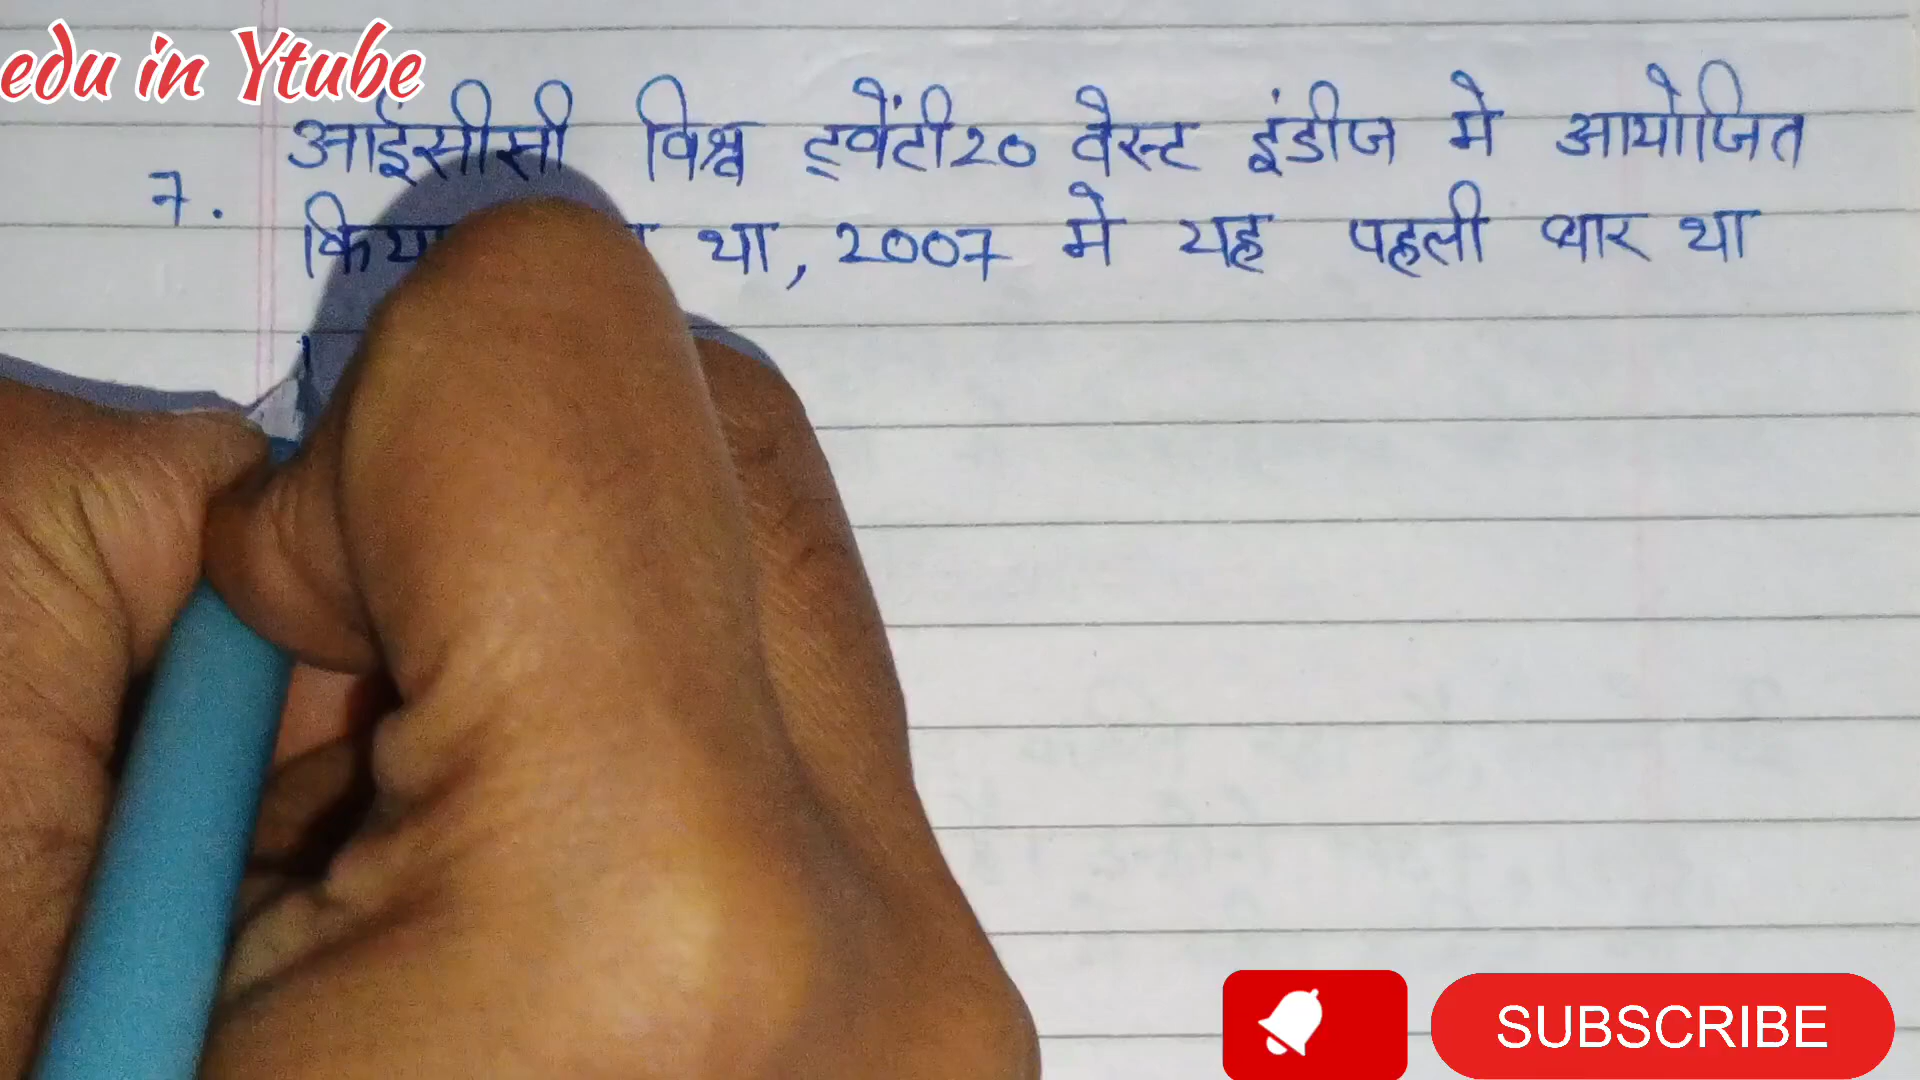 edu in Ytube
आईसीसी विश्व ट्वेंटी20 वेस्ट इंडीज मे आयोजित
7.
किया था, 2007 मे यह पहली बार था
SUBSCRIBE